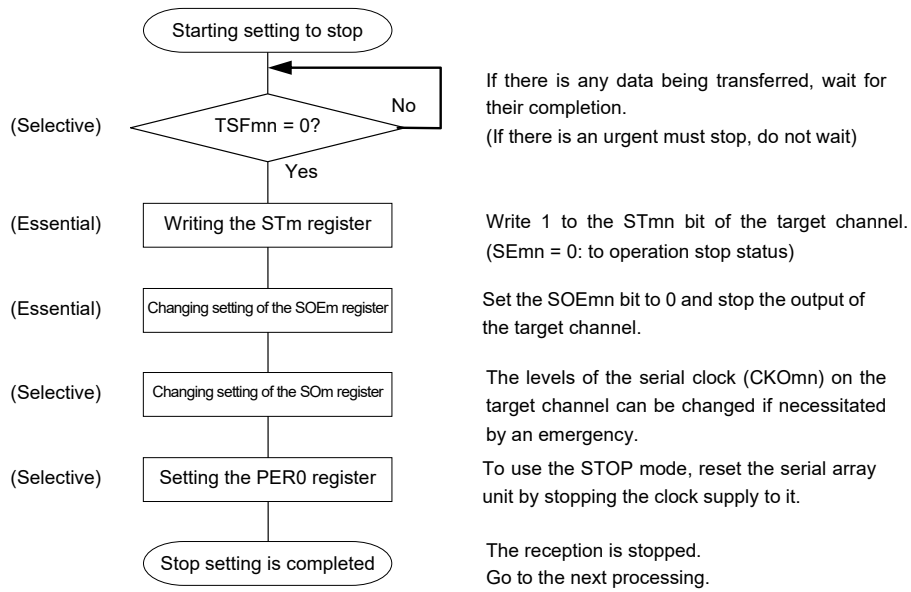 Starting setting to stop
If there is any data being transferred, wait for
their completion.
(If there is an urgent must stop, do not wait)
No
(Selective)
TSFmn = 0?
Yes
(Essential)
Writing the STm register
Write 1 to the STmn bit of the target channel.
(SEmn = 0: to operation stop status)
(Essential)
Changing setting of the SOEm register
Set the SOEmn bit to 0 and stop the output of
the target channel.
(Selective)
Changing setting of the SOm register
The levels of the serial clock (CKOmn) on the
target channel can be changed if necessitated
by an emergency.
(Selective)
Setting the PER0 register
To use the STOP mode, reset the serial array
unit by stopping the clock supply to it.
Stop setting is completed
The reception is stopped.
Go to the next processing.